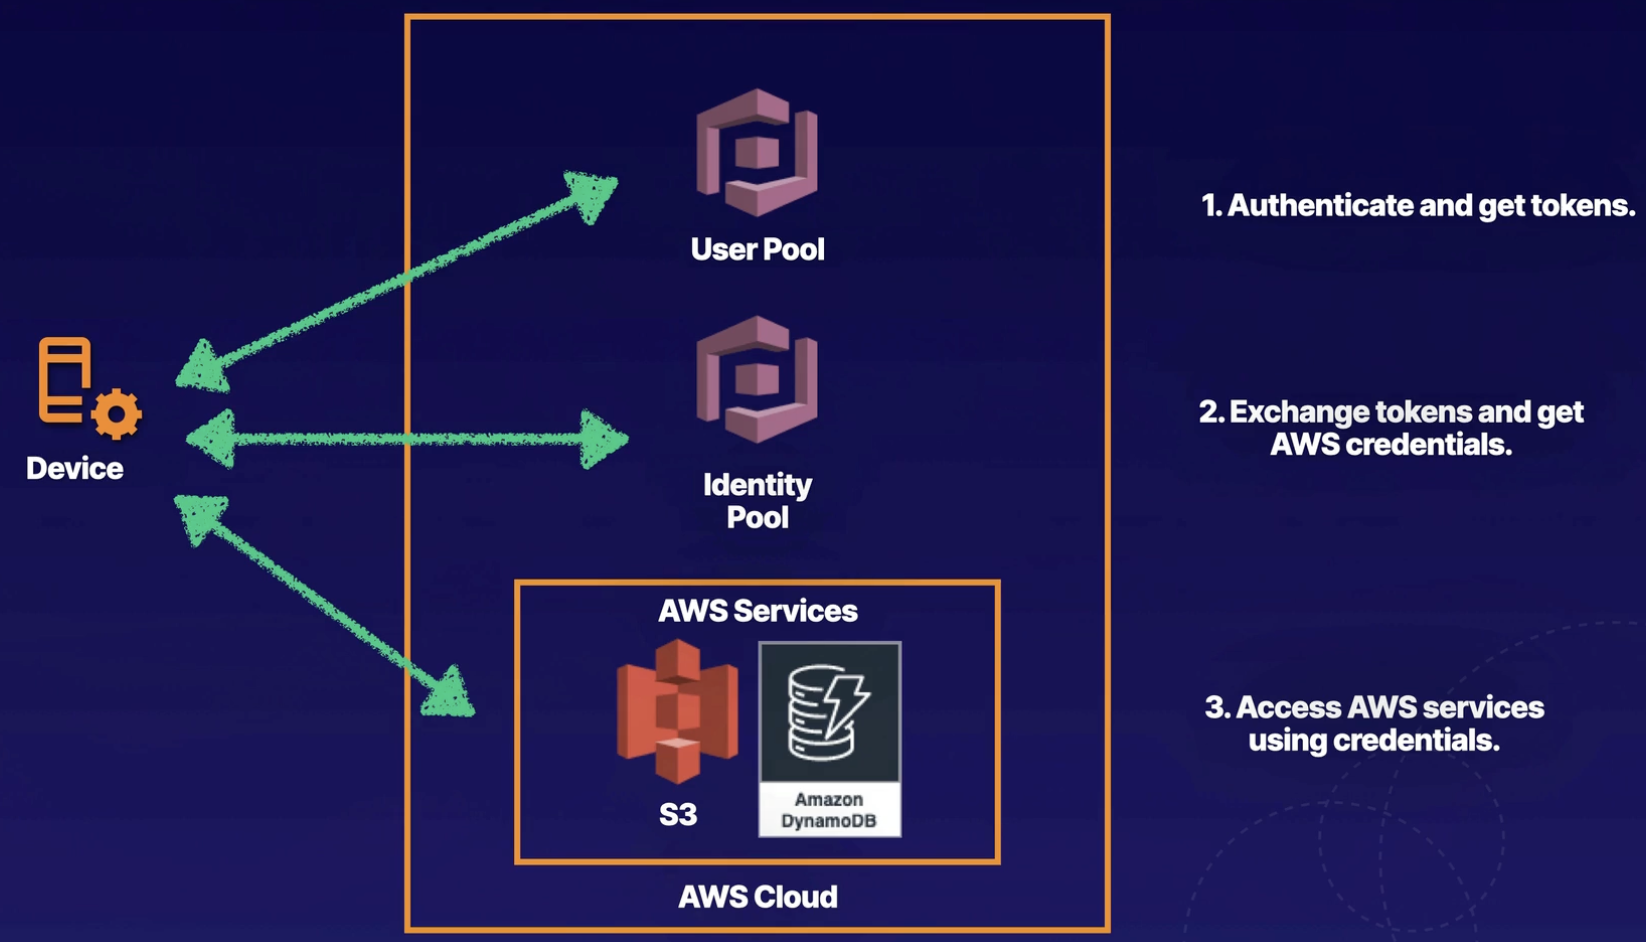 User Pool
1. Authenticate and get tokens.
Device
Identity
Pool
2. Exchange tokens and get
AWS credentials.
AWS Services
S3
Amazon
DynamoDB
3. Access AWS services
using credentials.
AWS Cloud